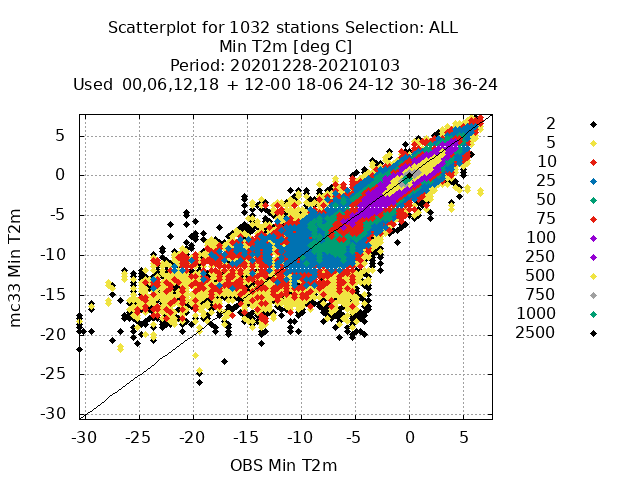 Scatterplot for 1032 stations Selection: ALL
Min T2m [deg C]
Period: 20201228-20210103
Used 00,06,12,18 + 12-00 18-06 24-12 30-18 36-24
2
5
10
25
50
75
100
250
500
750
1000
2500
5
0
-5
-10
-15
-20
-25
-30
mc33 Min T2m
-30 -25 -20 -15 -10 -5 0 5
OBS Min T2m